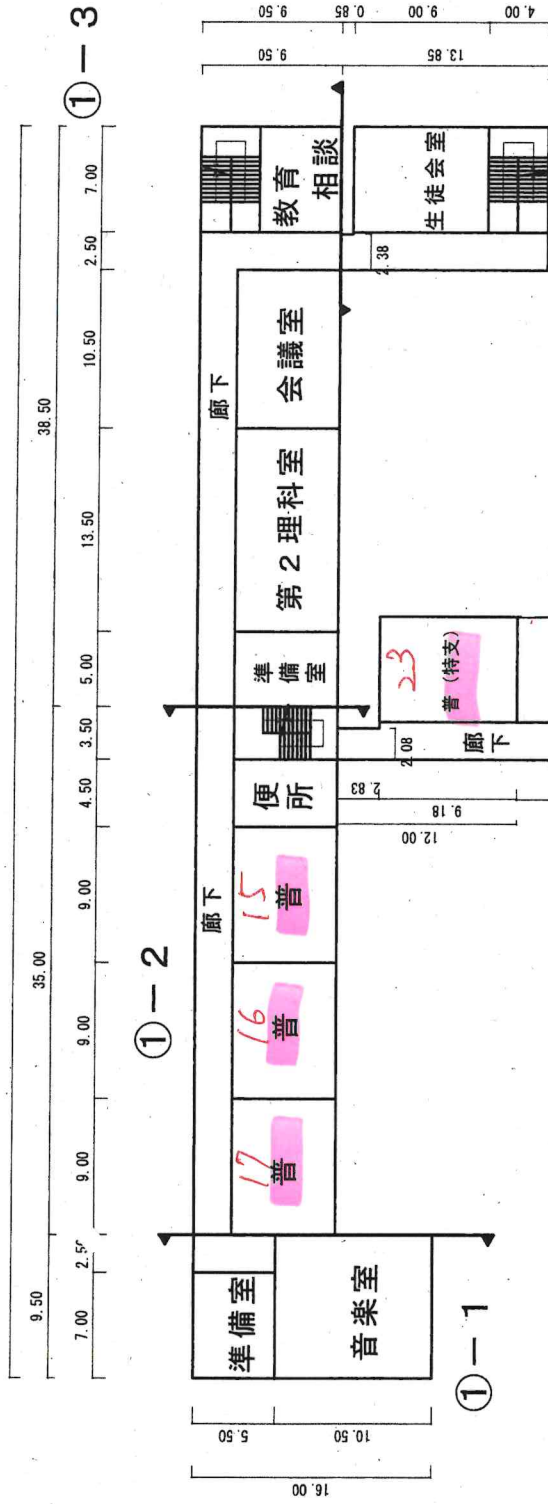 ①－3
①－2
①－1
38.50
35.00
9.50
7.00
2.50
10.50
13.50
5.00
3.50
4.50
9.00
9.00
9.00
7.00
9.50
0.85
9.00
4.00
9.50
13.85
教育
相談
生徒会室
2.38
廊下
会議室
第2理科室
準備室
23
普（特支）
廊下
2.08
2.83
9.18
12.00
便所
廊下
15
普
16
普
17
普
準備室
音楽室
5.50
10.50
16.00